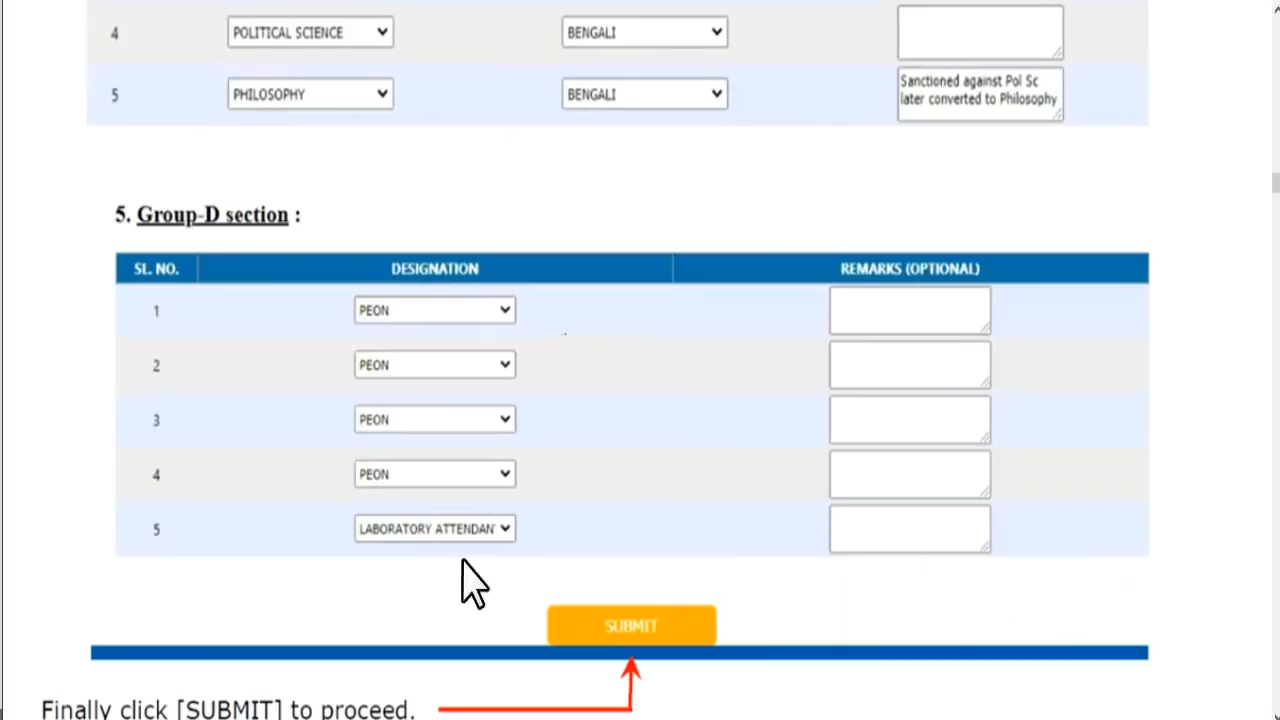 4 POLITICAL SCIENCE BENGALI
5 PHILOSOPHY BENGALI Sanctioned against Pol Sc
later converted to Philosophy
5. Group-D section :
SL. NO. DESIGNATION REMARKS (OPTIONAL)
1 PEON
2 PEON
3 PEON
4 PEON
5 LABORATORY ATTENDAN
SUBMIT
Finally click [SUBMIT] to proceed.